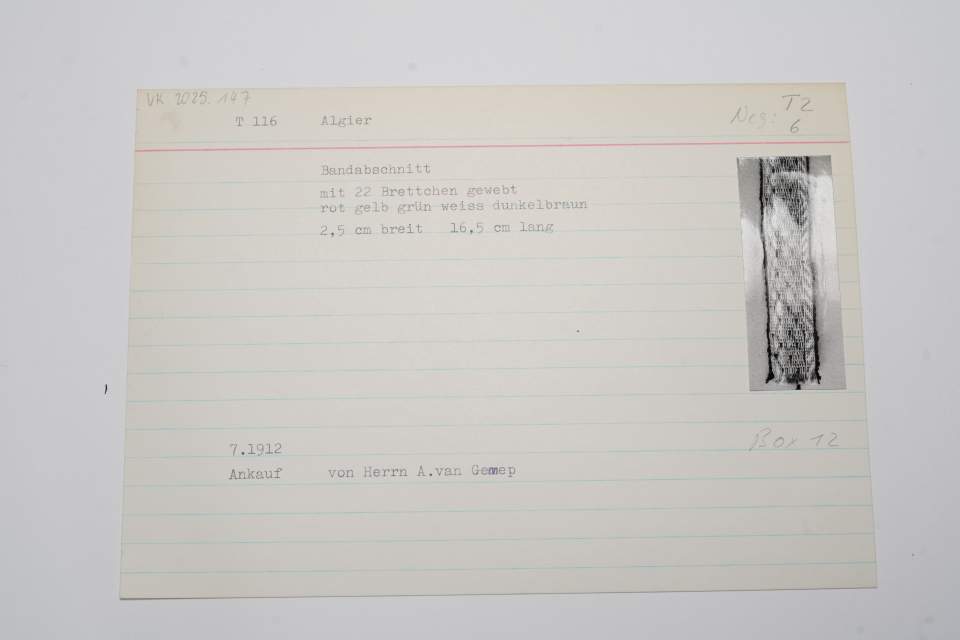 VK 2025. 147
T 116 Algier
Neg: T2
6
Bandabschnitt
mit 22 Brettchen gewebt
rot gelb grün weiss dunkelbraun
2,5 cm breit 16,5 cm lang
Box 12
7.1912
Ankauf von Herrn A.van Gennep